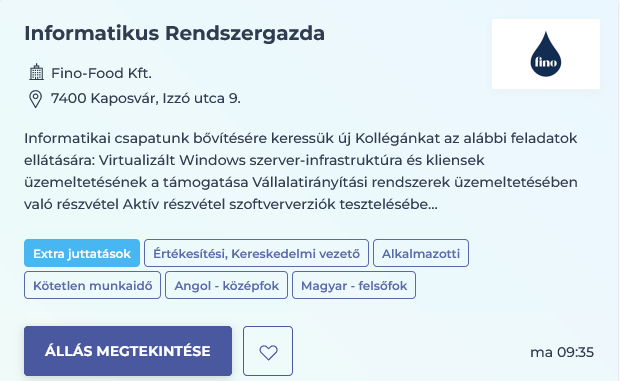 Informatikus Rendszergazda
fino
Fino-Food Kft.
7400 Kaposvár, Izzó utca 9.
Informatikai csapatunk bővítésére keressük új Kollégánkat az alábbi feladatok
ellátására: Virtualizált Windows szerver-infrastruktúra és kliensek
üzemeltetésének a támogatása Vállalatirányítási rendszerek üzemeltetésében
való részvétel Aktív részvétel szoftververziók tesztelésébe...
Extra juttatások
Értékesítési, Kereskedelmi vezető
Alkalmazotti
Kötetlen munkaidő
Angol - középfok
Magyar - felsőfok
ÁLLÁS MEGTEKINTÉSE
ma 09:35